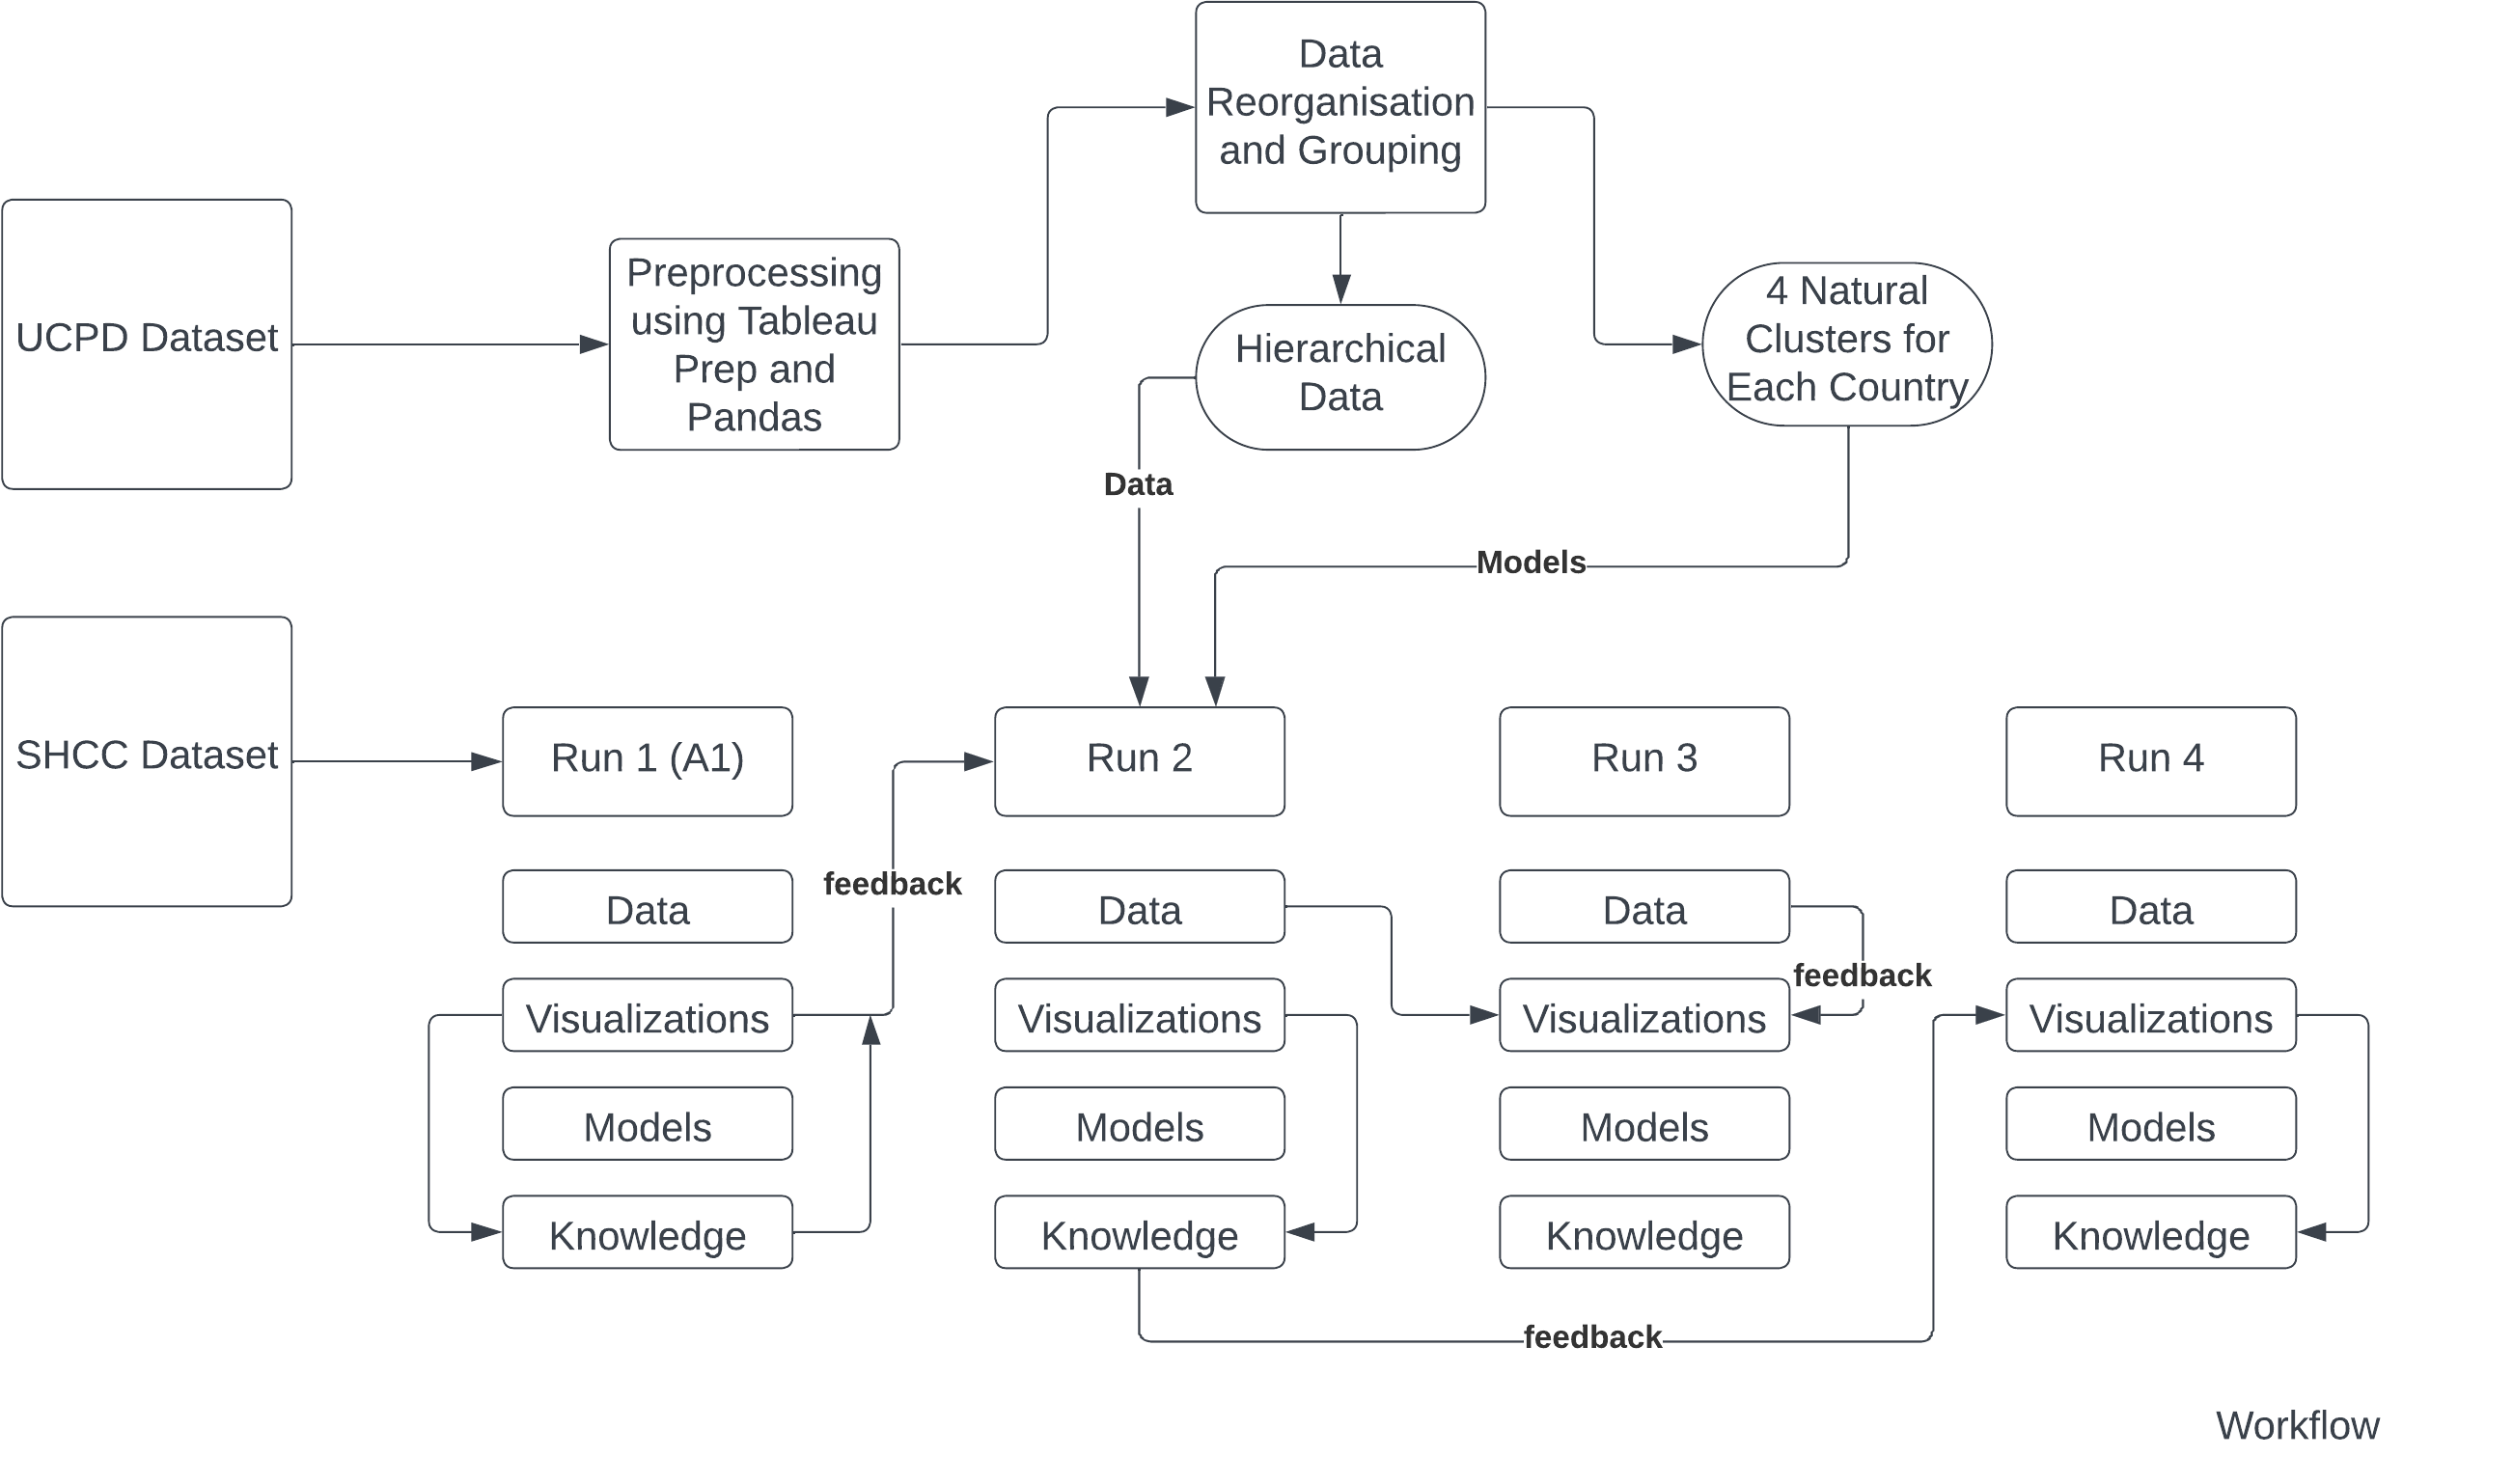 Data
Reorganisation
and Grouping
UCPD Dataset
Preprocessing
using Tableau
Prep and
Pandas
Hierarchical
Data
4 Natural
Clusters for
Each Country
Data
Models
SHCC Dataset
Run 1 (A1)
Run 2
Run 3
Run 4
feedback
Data
Data
Data
Data
feedback
Visualizations
Visualizations
Visualizations
Visualizations
Models
Models
Models
Models
Knowledge
Knowledge
Knowledge
Knowledge
feedback
Workflow